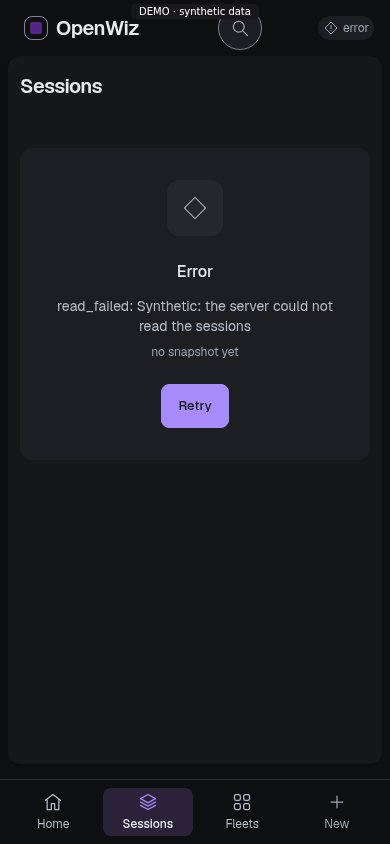 DEMO · synthetic data
OpenWiz
error
Sessions
Error
read_failed: Synthetic: the server could not
read the sessions
no snapshot yet
Retry
Home
Sessions
Fleets
New